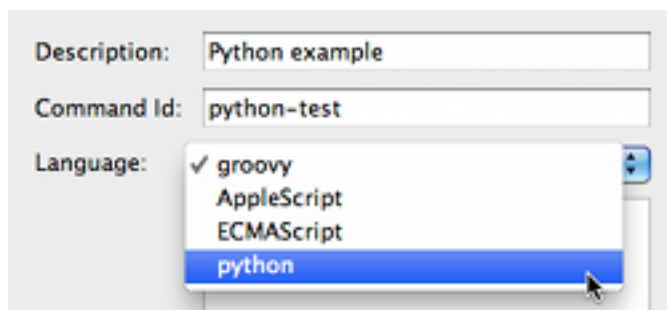 Description: Python example
Command Id: python-test
Language: ✓ groovy
AppleScript
ECMAScript
python